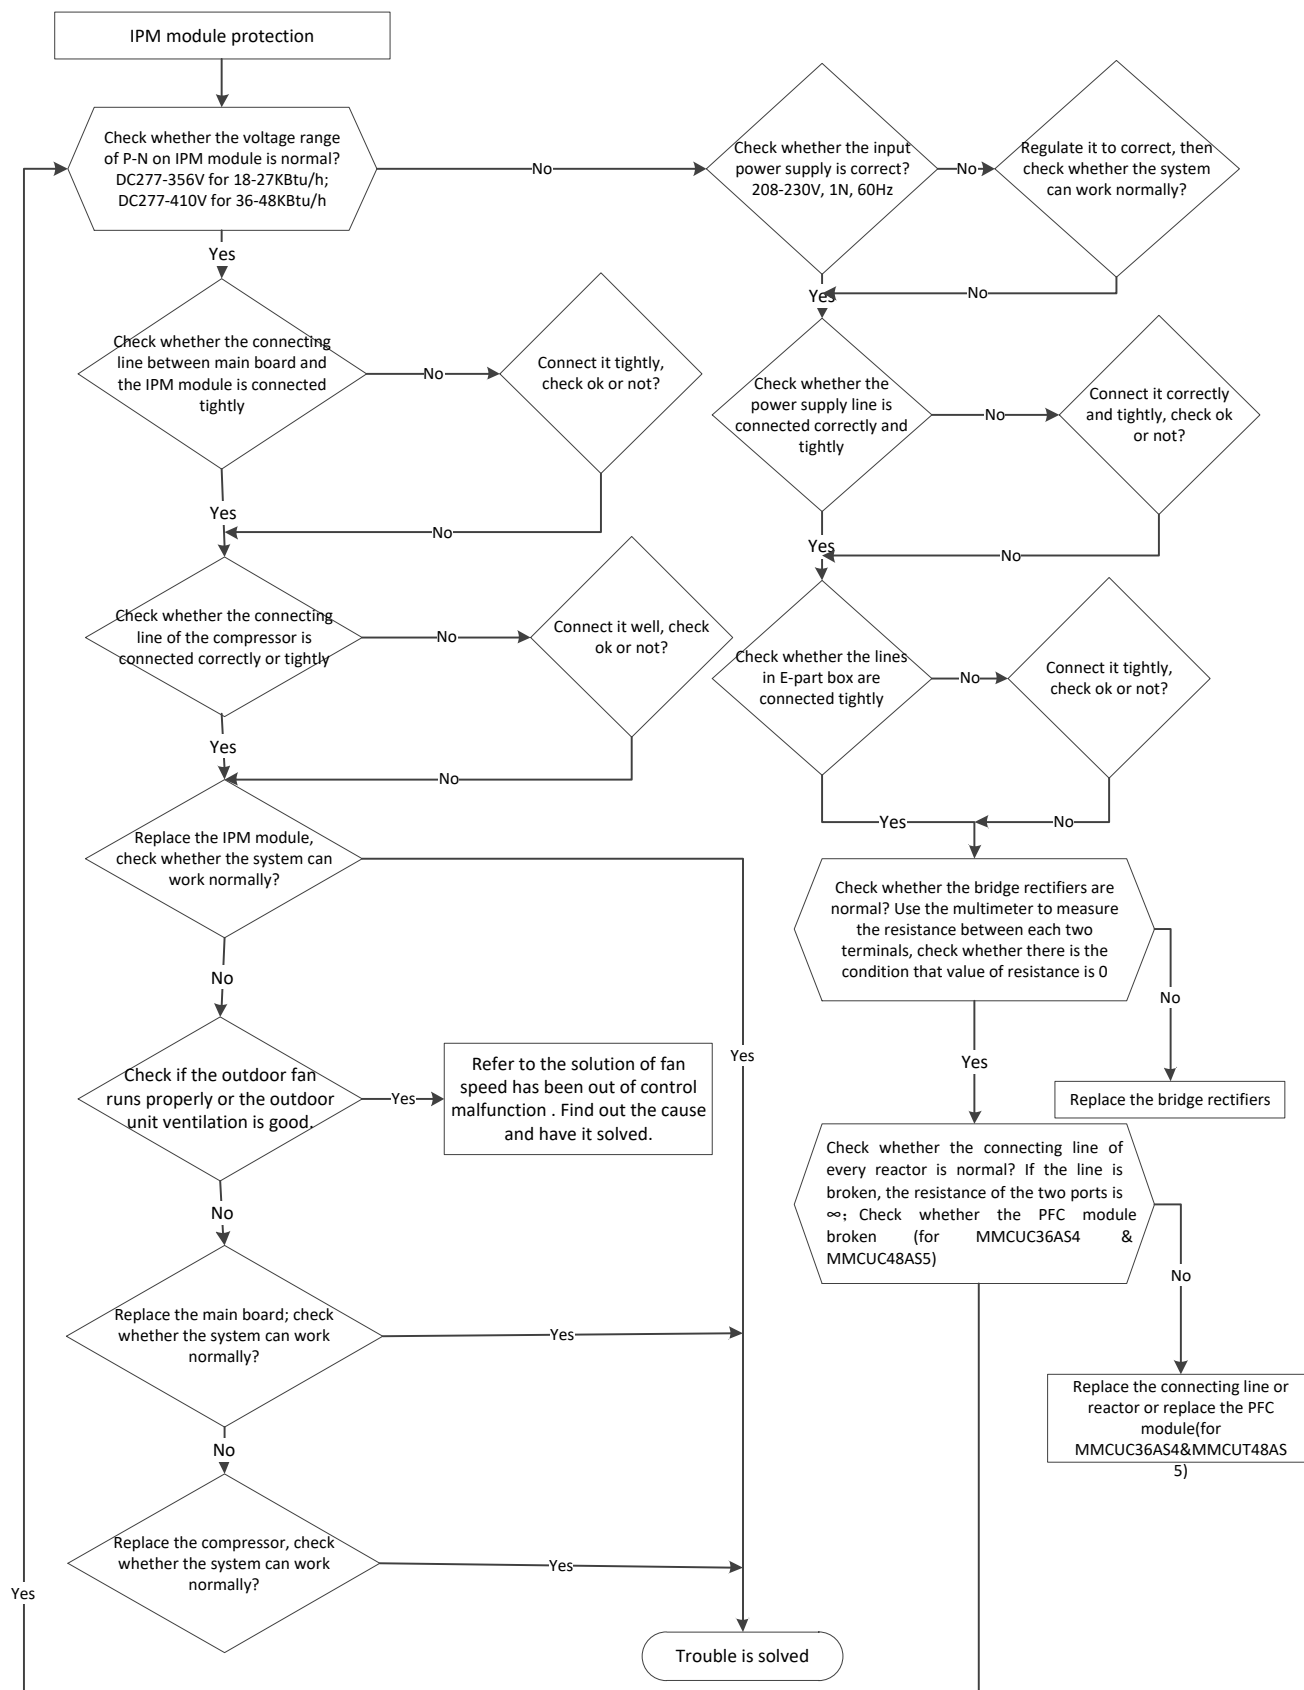 IPM module protection
Check whether the voltage range
of P-N on IPM module is normal?
DC277-356V for 18-27KBtu/h;
DC277-410V for 36-48KBtu/h
No
Check whether the input
power supply is correct?
208-230V, 1N, 60Hz
No
Regulate it to correct, then
check whether the system
can work normally?
Yes
Yes
No
Check whether the connecting
line between main board and
the IPM module is connected
tightly
No
Connect it tightly,
check ok or not?
Check whether the
power supply line is
connected correctly and
tightly
No
Connect it correctly
and tightly, check ok
or not?
Yes
No
Yes
No
Check whether the connecting
line of the compressor is
connected correctly or tightly
No
Connect it well, check
ok or not?
Check whether the lines
in E-part box are
connected tightly
No
Connect it tightly,
check ok or not?
Yes
No
Yes
No
Replace the IPM module,
check whether the system can
work normally?
Check whether the bridge rectifiers are
normal? Use the multimeter to measure
the resistance between each two
terminals, check whether there is the
condition that value of resistance is 0
No
No
Yes
Yes
Check if the outdoor fan
runs properly or the outdoor
unit ventilation is good.
Yes
Refer to the solution of fan
speed has been out of control
malfunction . Find out the cause
and have it solved.
Replace the bridge rectifiers
Check whether the connecting line of
every reactor is normal? If the line is
broken, the resistance of the two ports is
∞; Check whether the PFC module
broken (for MMCUC36AS4 &
MMCUC48AS5)
No
No
Replace the main board; check
whether the system can work
normally?
Yes
Replace the connecting line or
reactor or replace the PFC
module(for
MMCUC36AS4&MMCUT48AS
5)
No
Replace the compressor, check
whether the system can work
normally?
Yes
Yes
Trouble is solved